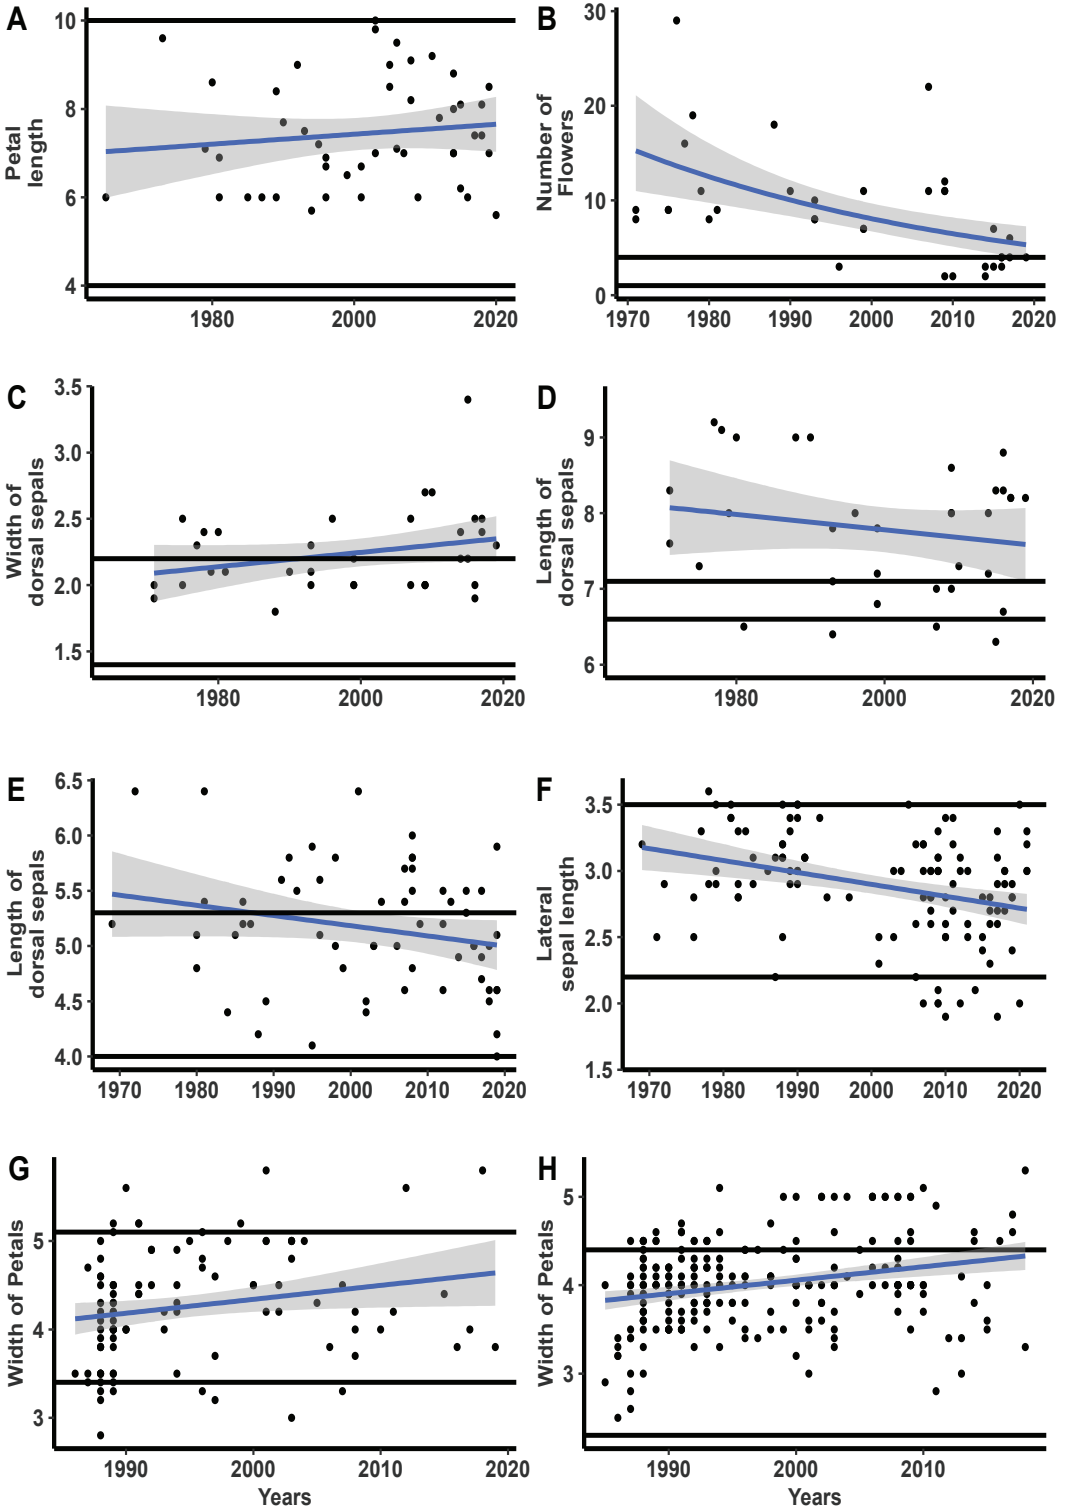 A
Petal
length
10
8
6
4
1980
2000
2020
B
Number of
Flowers
30
20
10
0
1970
1980
1990
2000
2010
2020
C
Width of
dorsal sepals
3.5
3.0
2.5
2.0
1.5
1980
2000
2020
D
Length of
dorsal sepals
9
8
7
6
1980
2000
2020
E
Length of
dorsal sepals
6.5
6.0
5.5
5.0
4.5
4.0
1970
1980
1990
2000
2010
2020
F
Lateral
sepal length
3.5
3.0
2.5
2.0
1.5
1970
1980
1990
2000
2010
2020
G
Width of Petals
5
4
3
1990
2000
2010
2020
Years
H
Width of Petals
5
4
3
1990
2000
2010
Years